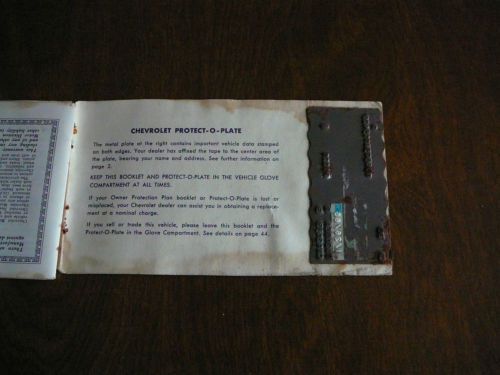 CHEVROLET PROTECT-O-PLATE
The metal plate at the right contains important vehicle data stamped
on both edges. Your dealer has affixed the tape to the center area of
the plate, bearing your name and address. See further information on
page 2.
KEEP THIS BOOKLET AND PROTECT-O-PLATE IN THE VEHICLE GLOVE
COMPARTMENT AT ALL TIMES.
If your Owner Protection Plan booklet or Protect-O-Plate is lost or
misplaced, your Chevrolet dealer can assist you in obtaining a replace-
ment at a nominal charge.
If you sell or trade this vehicle, please leave this booklet and the
Protect-O-Plate in the Glove Compartment. See details on page 44.